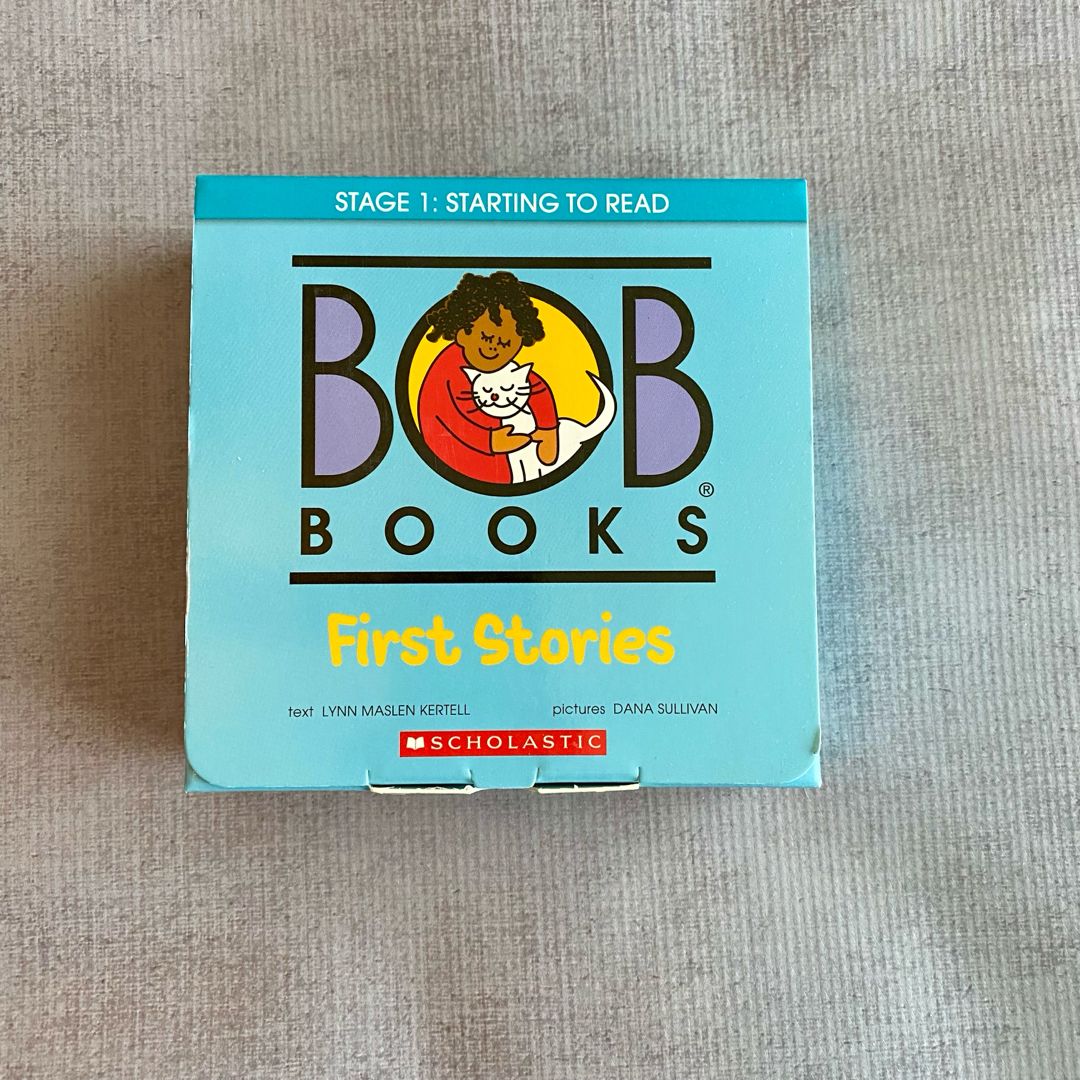 STAGE 1: STARTING TO READ
BOB
BOOKS®
First Stories
text LYNN MASLEN KERTELL pictures DANA SULLIVAN
SCHOLASTIC